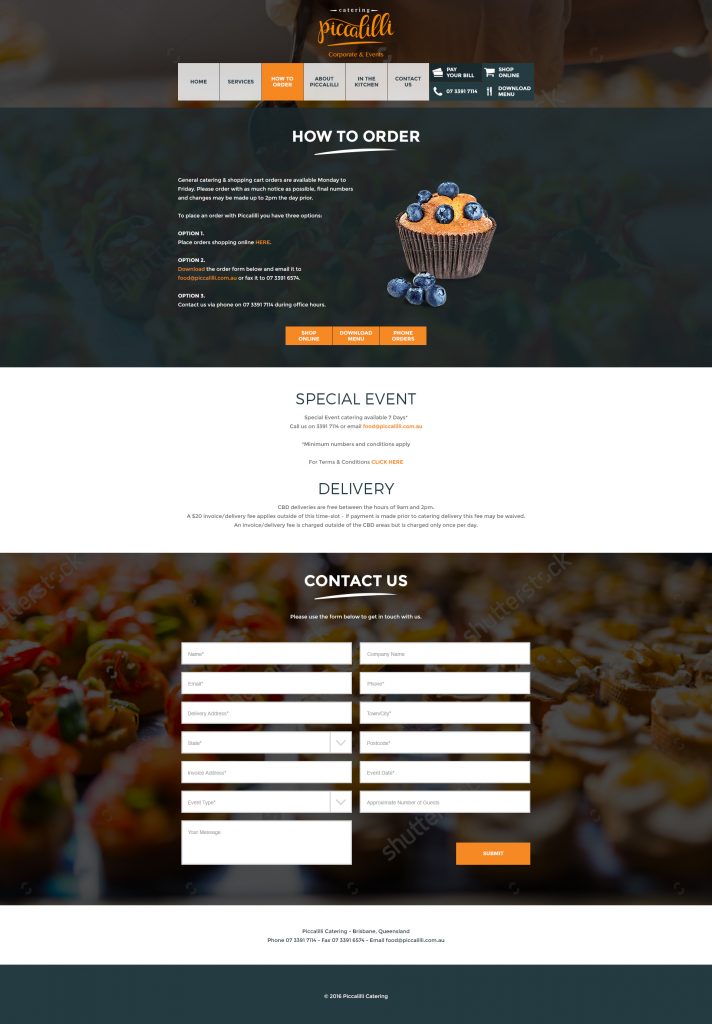 catering
piccalilli
Corporate & Events
HOME
SERVICES
HOW TO
ORDER
ABOUT
PICCALILLI
IN THE
KITCHEN
CONTACT
US
PAY
YOUR BILL
SHOP
ONLINE
07 3391 7114
DOWNLOAD
MENU
HOW TO ORDER
General catering & shopping cart orders are available Monday to
Friday. Please order with as much notice as possible, final numbers
and changes may be made up to 2pm the day prior.
To place an order with Piccalilli you have three options:
OPTION 1.
Place orders shopping online HERE.
OPTION 2.
Download the order form below and email it to
food@piccalilli.com.au or fax it to 07 3391 6574.
OPTION 3.
Contact us via phone on 07 3391 7114 during office hours.
SHOP
ONLINE
DOWNLOAD
MENU
PHONE
ORDERS
SPECIAL EVENT
Special Event catering available 7 Days*
Call us on 3391 7114 or email food@piccalilli.com.au
*Minimum numbers and conditions apply
For Terms & Conditions CLICK HERE
DELIVERY
CBD deliveries are free between the hours of 9am and 2pm.
A $20 invoice/delivery fee applies outside of this time-slot - if payment is made prior to catering delivery this fee may be waived.
An invoice/delivery fee is charged outside of the CBD areas but is charged only once per day.
CONTACT US
Please use the form below to get in touch with us.
Name*
Company Name
Email*
Phone*
Delivery Address*
Town/City*
State*
Postcode*
Invoice Address*
Event Date*
Event Type*
Approximate Number of Guests
Your Message
SUBMIT
shutterstock
shutterstock
shutterstock
Piccalilli Catering - Brisbane, Queensland
Phone 07 3391 7114 - Fax 07 3391 6574 - Email food@piccalilli.com.au
© 2016 Piccalilli Catering